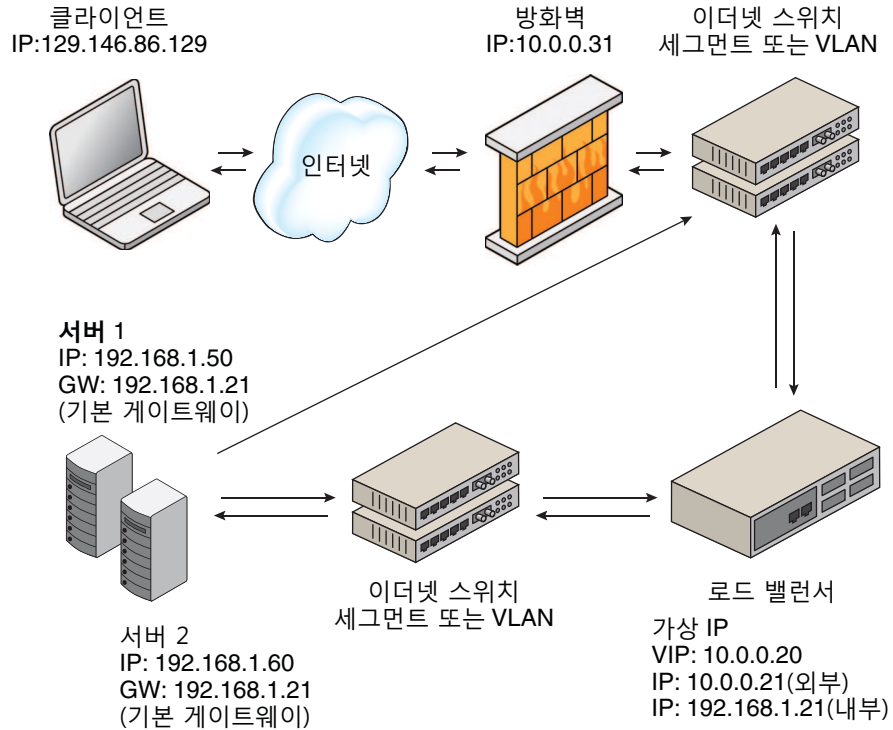 클라이언트
IP:129.146.86.129
방화벽
IP:10.0.0.31
이더넷 스위치
세그먼트 또는 VLAN
인터넷
서버 1
IP: 192.168.1.50
GW: 192.168.1.21
(기본 게이트웨이)
이더넷 스위치
세그먼트 또는 VLAN
로드 밸런서
가상 IP
VIP: 10.0.0.20
IP: 10.0.0.21(외부)
IP: 192.168.1.21(내부)
서버 2
IP: 192.168.1.60
GW: 192.168.1.21
(기본 게이트웨이)